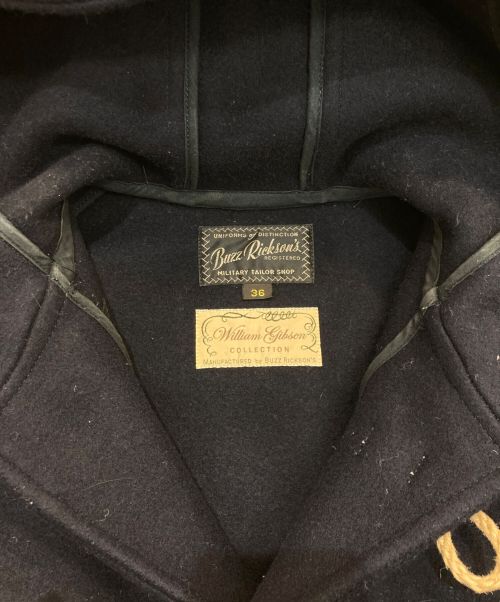 UNIFORMS of DISTINCTION
Buzz Rickson's
REGISTERED
MILITARY TAILOR SHOP
36
William Gibson
COLLECTION
MANUFACTURED by BUZZ RICKSON'S